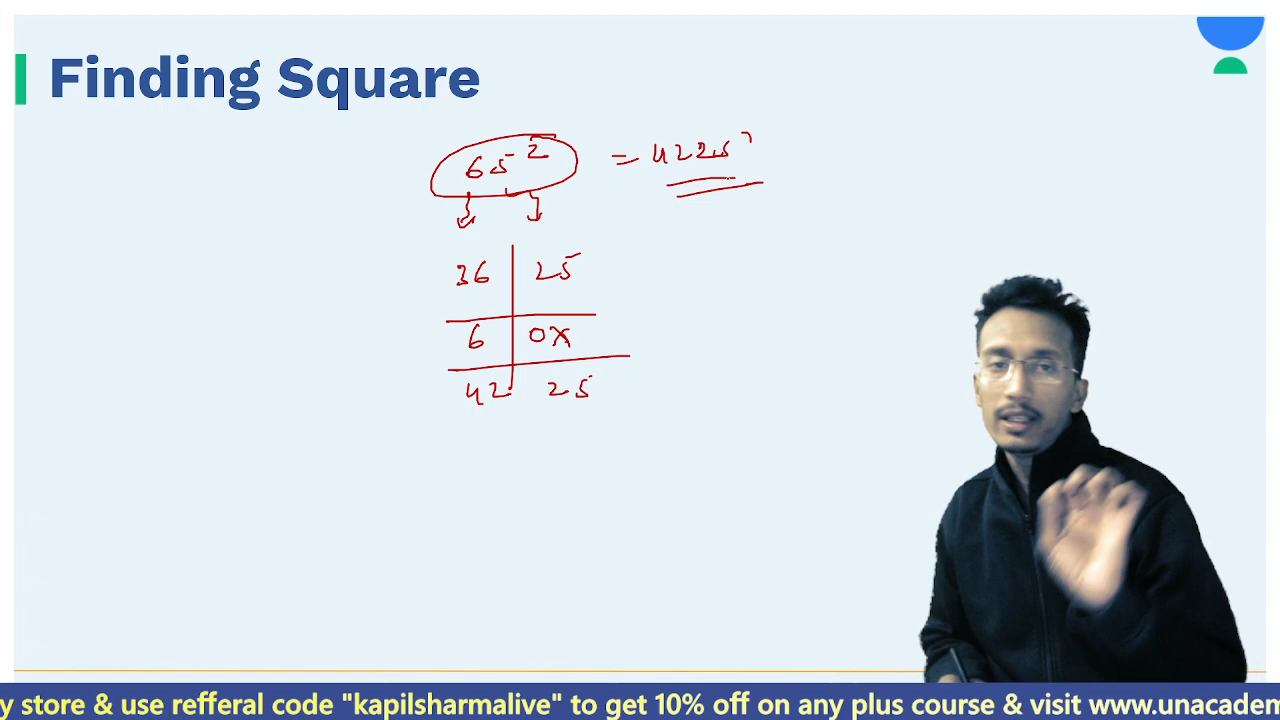 Finding Square
65² = 4225
36 | 25
6 | 0X
42 | 25
y store & use refferal code "kapilsharmalive" to get 10% off on any plus course & visit www.unacaden